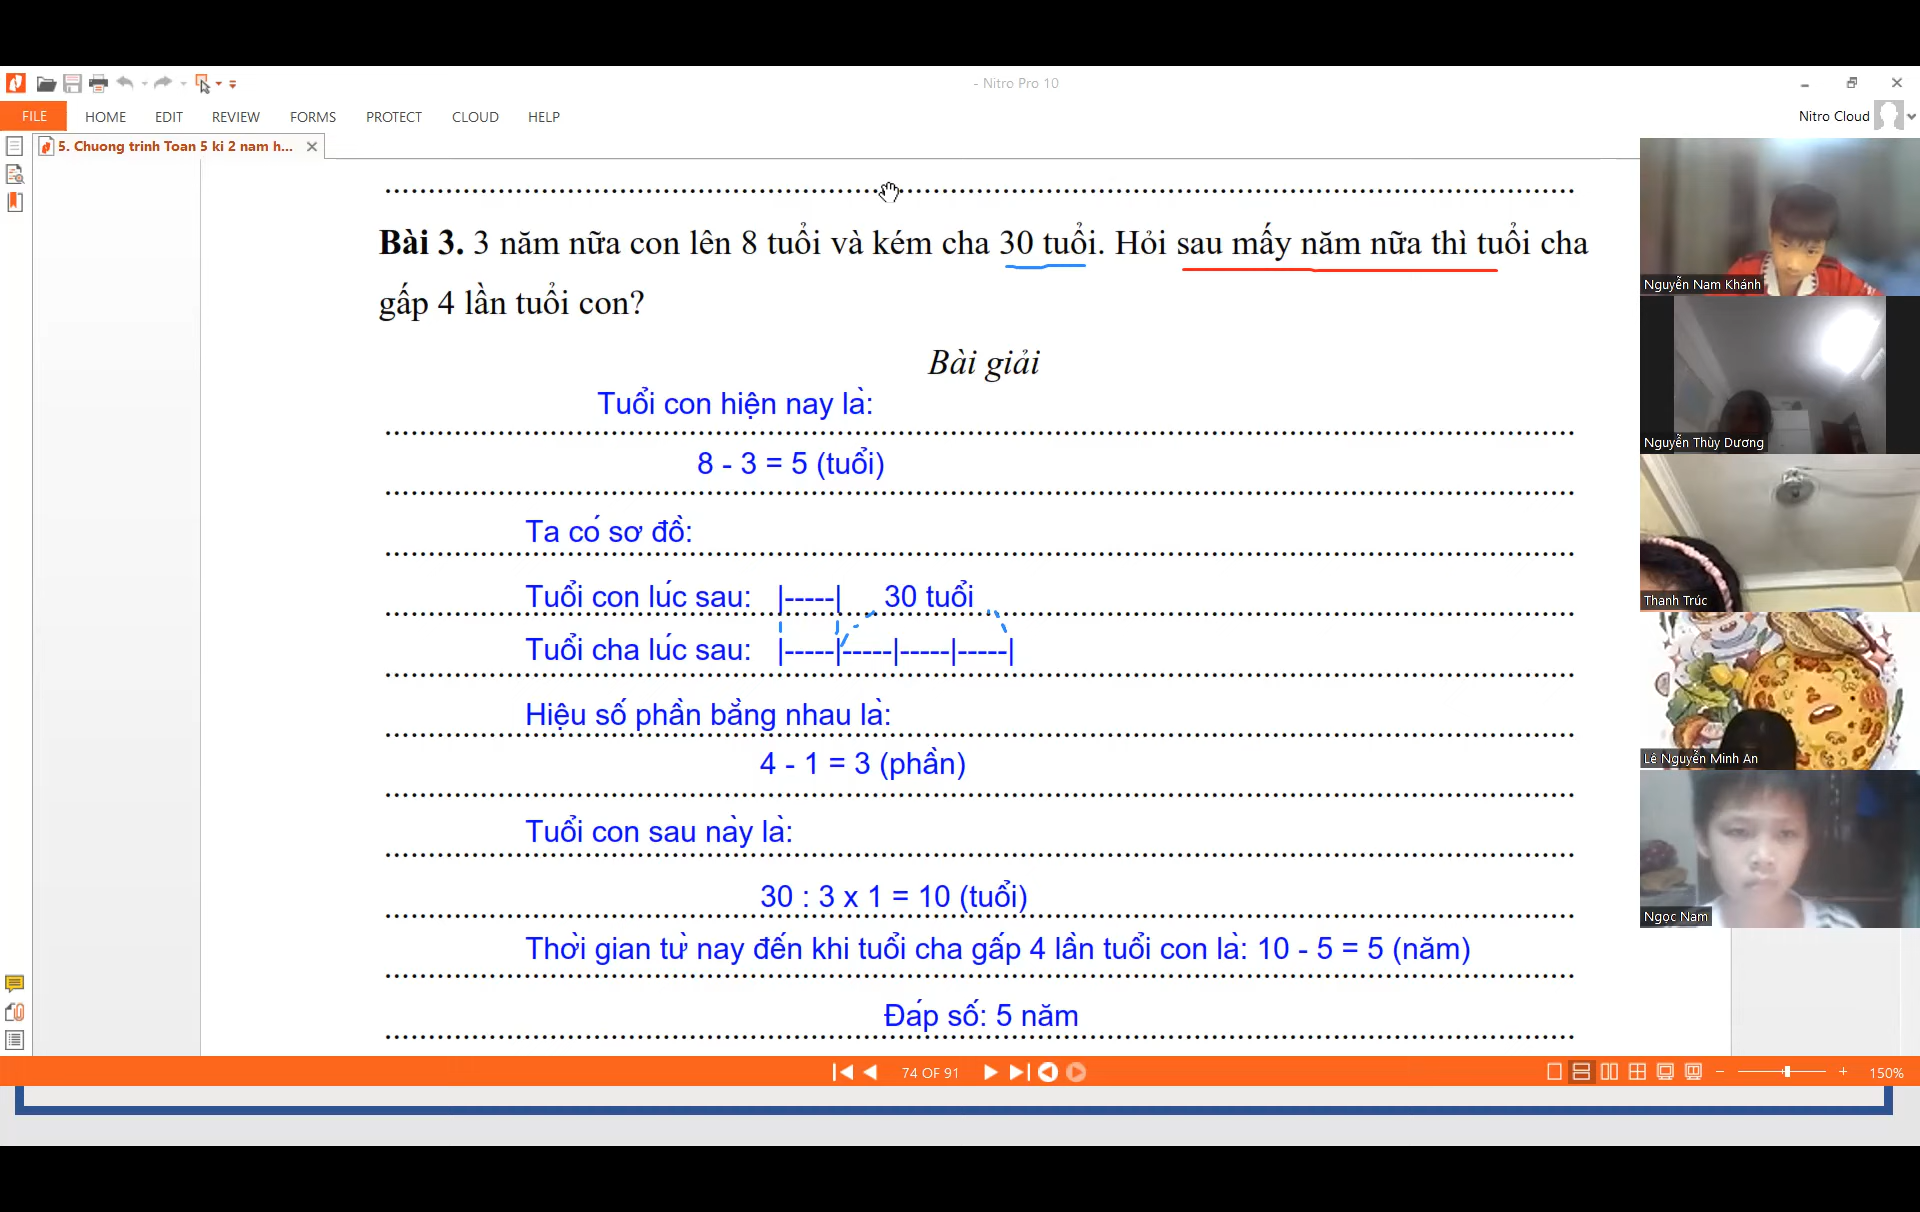 - Nitro Pro 10
FILE HOME EDIT REVIEW FORMS PROTECT CLOUD HELP
Nitro Cloud
5. Chuong trinh Toan 5 ki 2 nam h...
Bài 3. 3 năm nữa con lên 8 tuổi và kém cha 30 tuổi. Hỏi sau mấy năm nữa thì tuổi cha
gấp 4 lần tuổi con?
Bài giải
Tuổi con hiện nay là:
8 - 3 = 5 (tuổi)
Ta có sơ đồ:
Tuổi con lúc sau: |-----| 30 tuổi
Tuổi cha lúc sau: |-----|-----|-----|-----|
Hiệu số phần bằng nhau là:
4 - 1 = 3 (phần)
Tuổi con sau này là:
30 : 3 x 1 = 10 (tuổi)
Thời gian từ nay đến khi tuổi cha gấp 4 lần tuổi con là: 10 - 5 = 5 (năm)
Đáp số: 5 năm
Nguyễn Nam Khánh
Nguyễn Thùy Dương
Thanh Trúc
Lê Nguyễn Minh An
Ngọc Nam
74 OF 91
150%